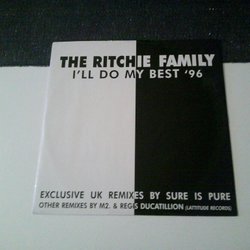 THE RITCHIE FAMILY
I'LL DO MY BEST '96
EXCLUSIVE UK REMIXES BY SURE IS PURE
OTHER REMIXES BY M2. & REGIS DUCATILLION (LATTITUDE RECORDS)